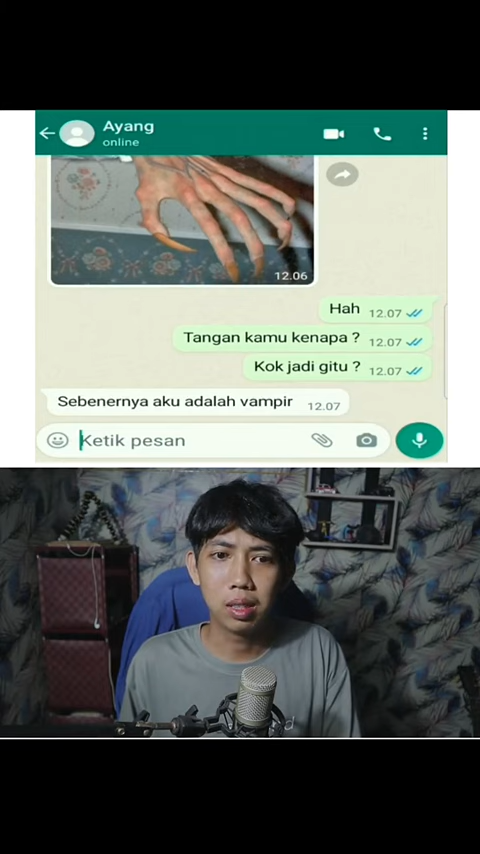 Ayang
online
12.06
Hah 12.07
Tangan kamu kenapa ? 12.07
Kok jadi gitu ? 12.07
Sebenernya aku adalah vampir 12.07
Ketik pesan